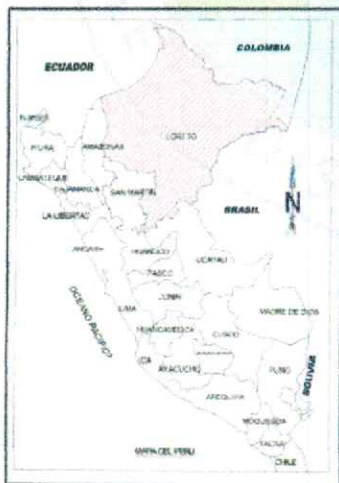 COLOMBIA
ECUADOR
TUMBES
PIURA
AMAZONAS
LORETO
LAMBAYEQUE
CAJAMARCA
SAN MARTIN
BRASIL
N
LA LIBERTAD
ANCASH
HUANUCO
UCAYALI
PASCO
OCEANO PACIFICO
JUNIN
LIMA
MADRE DE DIOS
HUANCAVELICA
CUSCO
ICA
AYACUCHO
PUNO
BOLIVIA
AREQUIPA
MOQUEGUA
TACNA
MAPA DEL PERU
CHILE